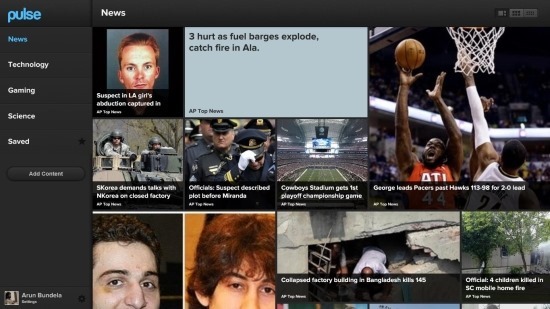 pulse
News
Technology
Gaming
Science
Saved
Add Content
Arun Bundela
Settings
News
Suspect in LA girl's
abduction captured in
AP Top News
3 hurt as fuel barges explode,
catch fire in Ala.
AP Top News
SKorea demands talks with
NKorea on closed factory
AP Top News
Officials: Suspect described
plot before Miranda
AP Top News
Cowboys Stadium gets 1st
playoff championship game
AP Top News
ATL
44
24
George leads Pacers past Hawks 113-98 for 2-0 lead
AP Top News
Collapsed factory building in Bangladesh kills 145
AP Top News
Official: 4 children killed in
SC mobile home fire
AP Top News